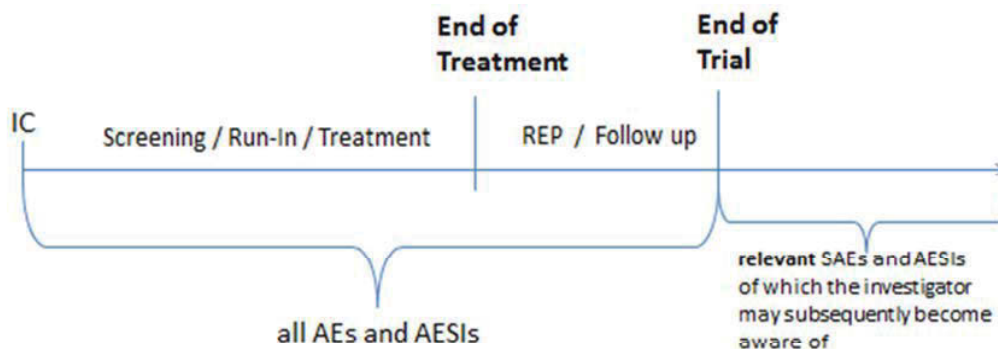 End of
Treatment
End of
Trial
IC
Screening / Run-In / Treatment
REP / Follow up
all AEs and AESIs
relevant SAEs and AESIs
of which the investigator
may subsequently become
aware of